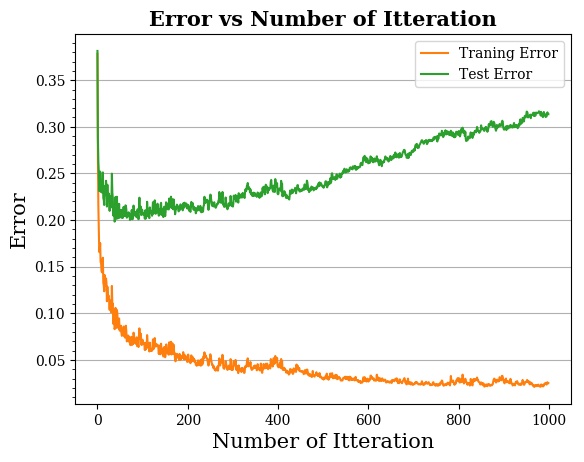 Error vs Number of Itteration
Traning Error
Test Error
Error
0.35
0.30
0.25
0.20
0.15
0.10
0.05
0
200
400
600
800
1000
Number of Itteration